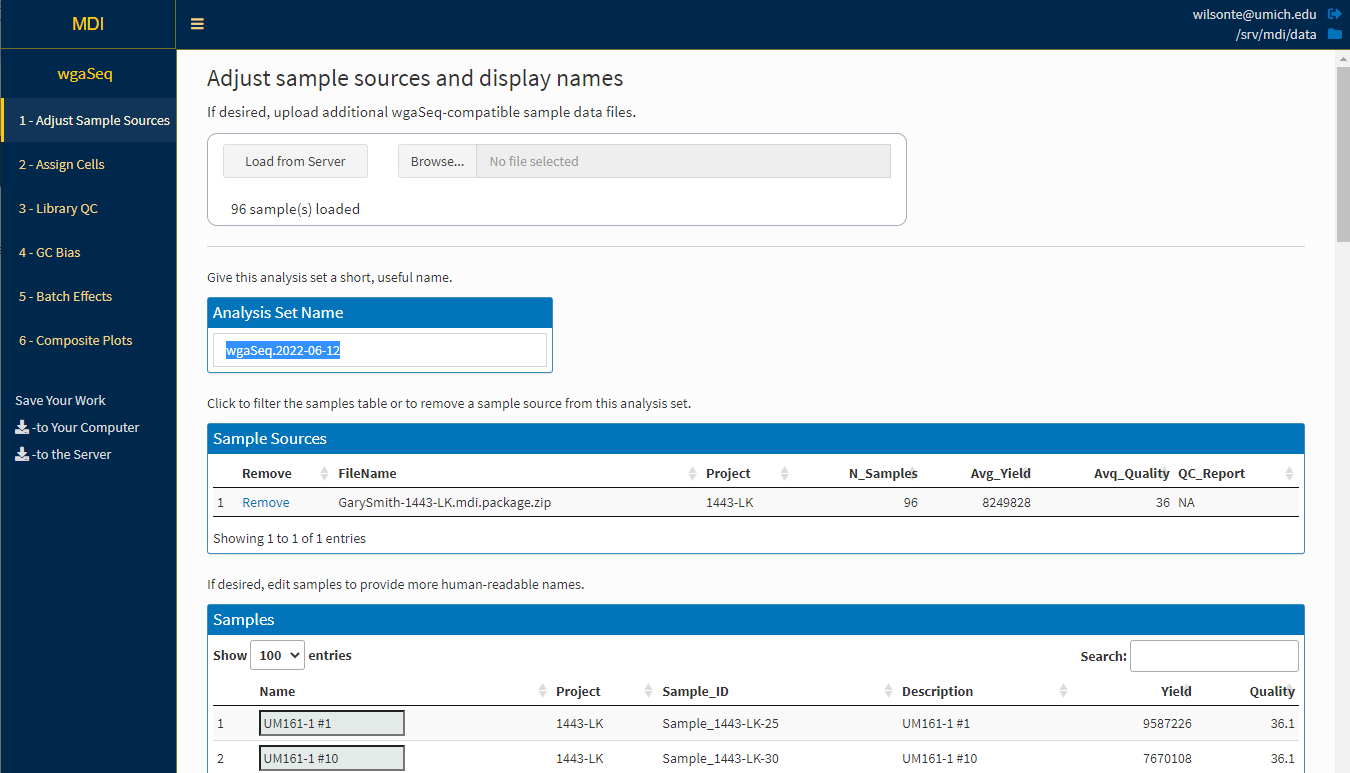 MDI
wilsonte@umich.edu
/srv/mdi/data
wgaSeq
1 - Adjust Sample Sources
2 - Assign Cells
3 - Library QC
4 - GC Bias
5 - Batch Effects
6 - Composite Plots
Save Your Work
-to Your Computer
-to the Server
Adjust sample sources and display names
If desired, upload additional wgaSeq-compatible sample data files.
Load from Server Browse... No file selected
96 sample(s) loaded
Give this analysis set a short, useful name.
Analysis Set Name
wgaSeq.2022-06-12
Click to filter the samples table or to remove a sample source from this analysis set.
Sample Sources
Remove FileName Project N_Samples Avg_Yield Avq_Quality QC_Report
1 Remove GarySmith-1443-LK.mdi.package.zip 1443-LK 96 8249828 36 NA
Showing 1 to 1 of 1 entries
If desired, edit samples to provide more human-readable names.
Samples
Show 100 entries Search:
Name Project Sample_ID Description Yield Quality
1 UM161-1 #1 1443-LK Sample_1443-LK-25 UM161-1 #1 9587226 36.1
2 UM161-1 #10 1443-LK Sample_1443-LK-30 UM161-1 #10 7670108 36.1